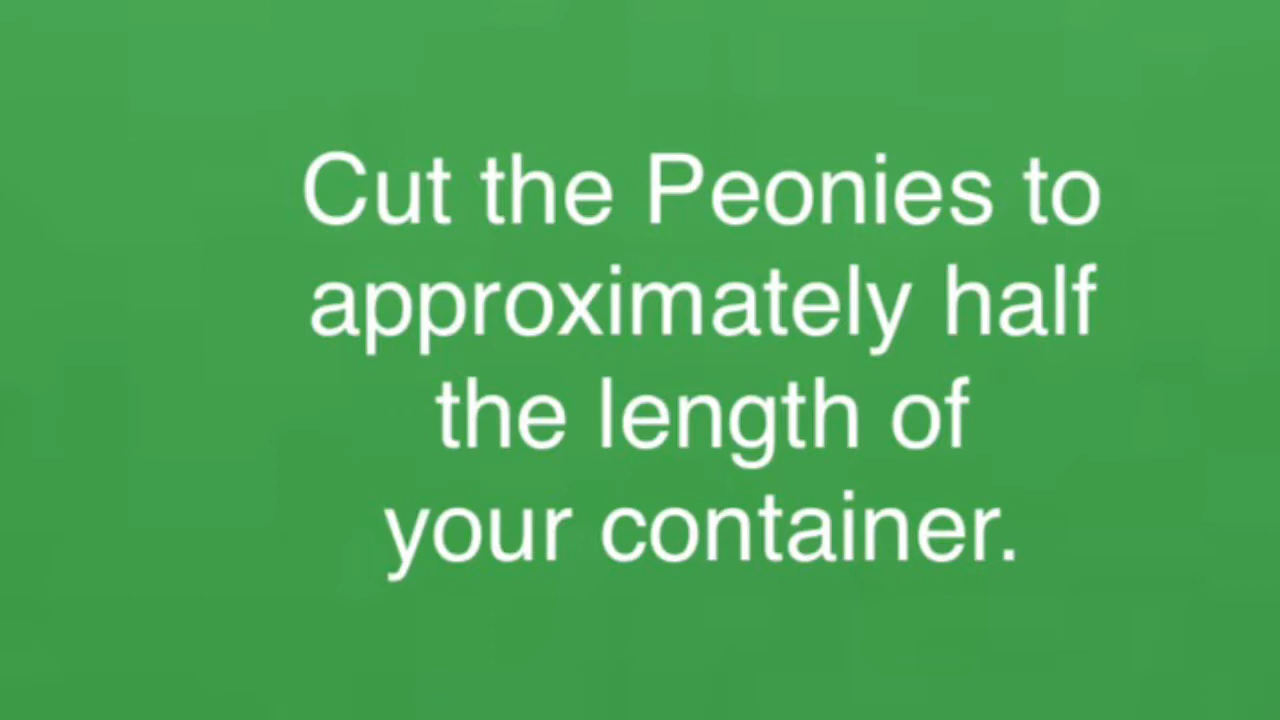 Cut the Peonies to
approximately half
the length of
your container.